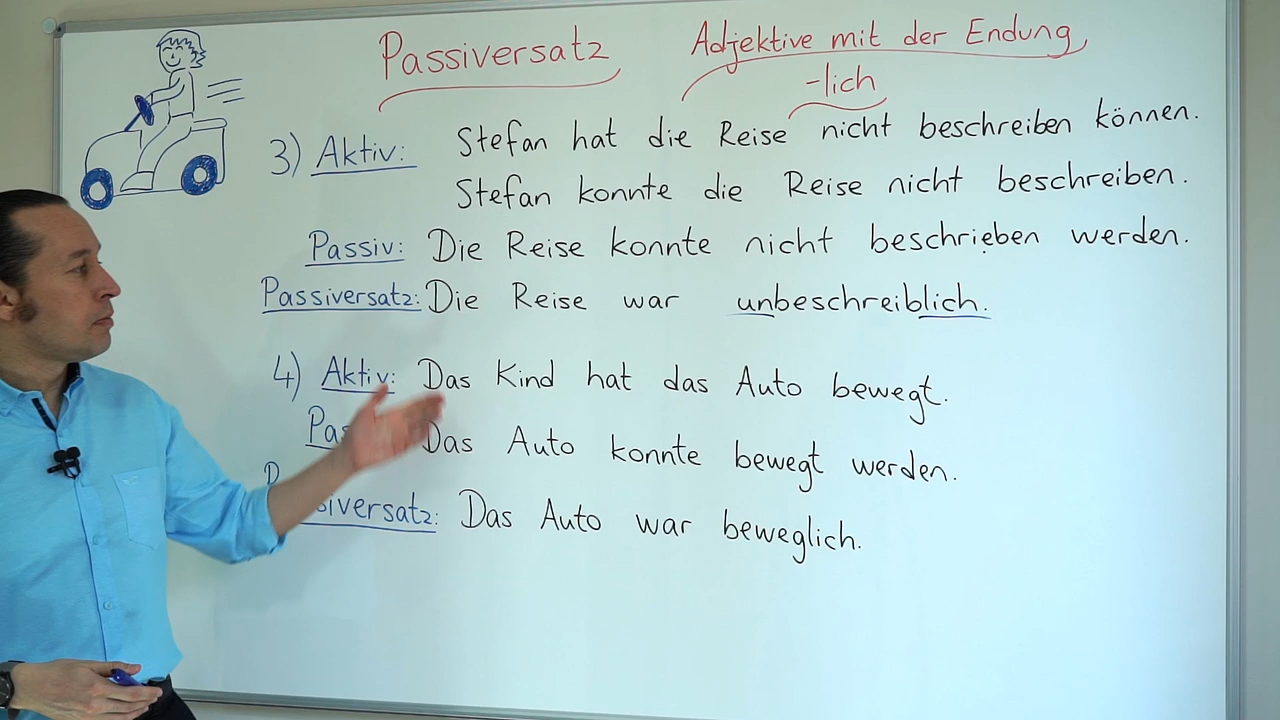 Passiversatz Adjektive mit der Endung
-lich
3) Aktiv: Stefan hat die Reise nicht beschreiben können.
Stefan konnte die Reise nicht beschreiben.
Passiv: Die Reise konnte nicht beschrieben werden.
Passiversatz: Die Reise war unbeschreiblich.
4) Aktiv: Das Kind hat das Auto bewegt.
Das Auto konnte bewegt werden.
Das Auto war beweglich.